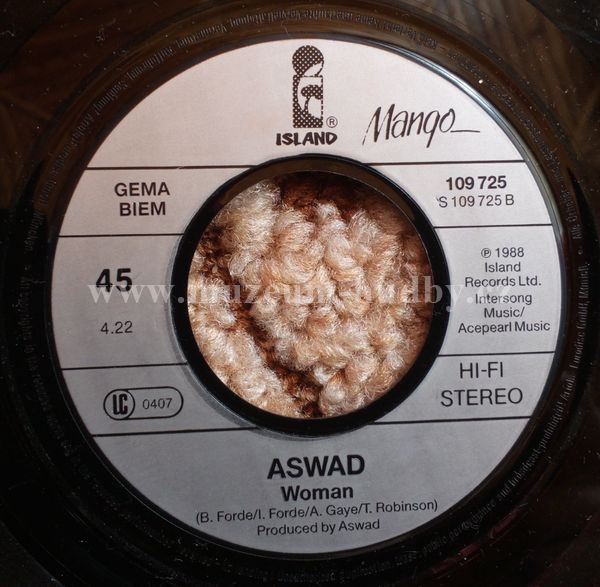 ISLAND
®
Mango
GEMA
BIEM
109 725
'S 109 725 B
45
4.22
℗ 1988
Island
Records Ltd.
Intersong
Music/
Acepearl Music
LC 0407
HI-FI
STEREO
ASWAD
Woman
(B. Forde/I. Forde/A. Gaye/T. Robinson)
Produced by Aswad